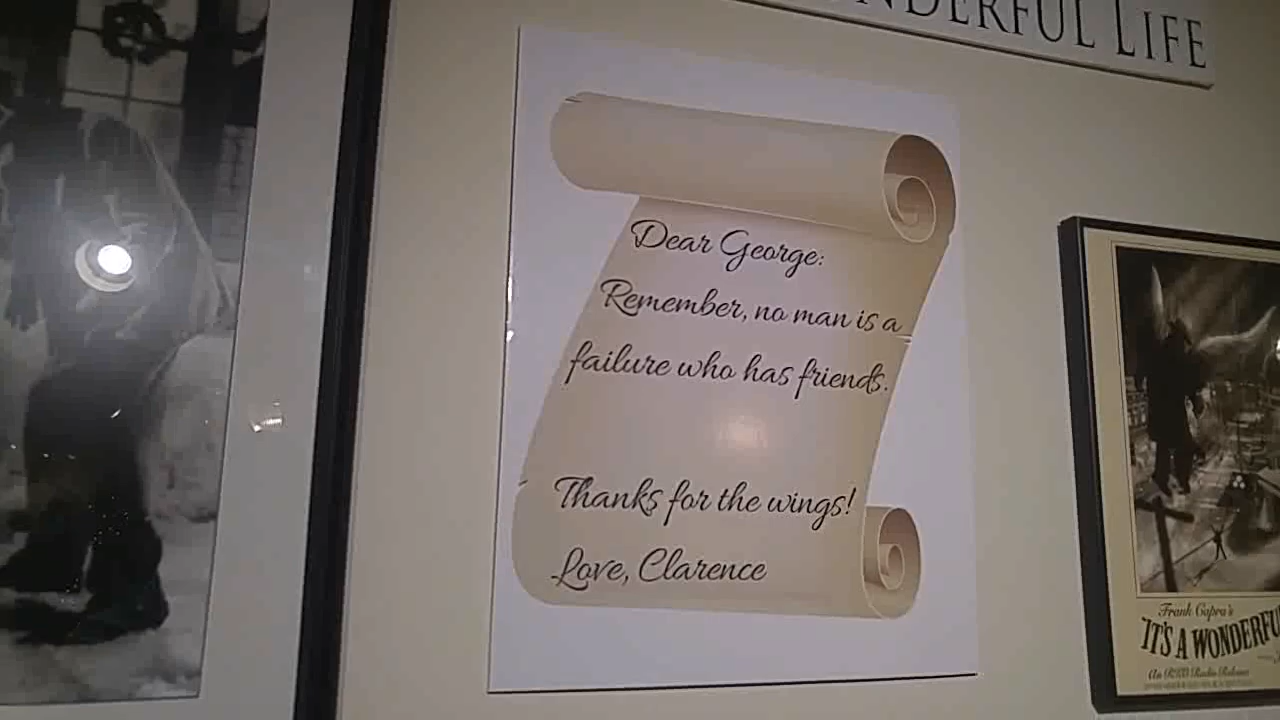 ONDERFUL LIFE
Dear George:
Remember, no man is a
failure who has friends.
Thanks for the wings!
Love, Clarence
Frank Capra's
IT'S A WONDERFU
An RKO Radio Release